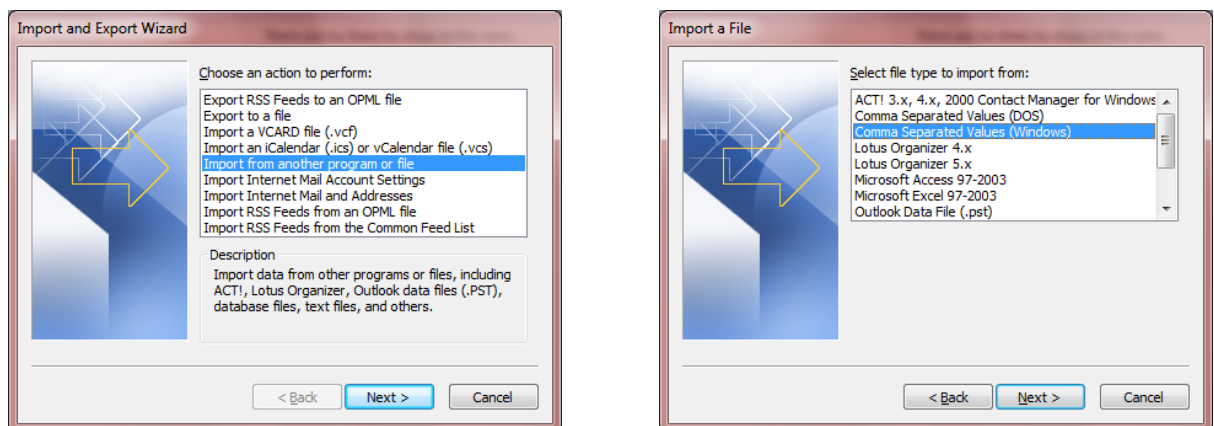 Import and Export Wizard
Choose an action to perform:
Export RSS Feeds to an OPML file
Export to a file
Import a VCARD file (.vcf)
Import an iCalendar (.ics) or vCalendar file (.vcs)
Import from another program or file
Import Internet Mail Account Settings
Import Internet Mail and Addresses
Import RSS Feeds from an OPML file
Import RSS Feeds from the Common Feed List
Description
Import data from other programs or files, including
ACT!, Lotus Organizer, Outlook data files (.PST),
database files, text files, and others.
< Back
Next >
Cancel
Import a File
Select file type to import from:
ACT! 3.x, 4.x, 2000 Contact Manager for Windows
Comma Separated Values (DOS)
Comma Separated Values (Windows)
Lotus Organizer 4.x
Lotus Organizer 5.x
Microsoft Access 97-2003
Microsoft Excel 97-2003
Outlook Data File (.pst)
< Back
Next >
Cancel